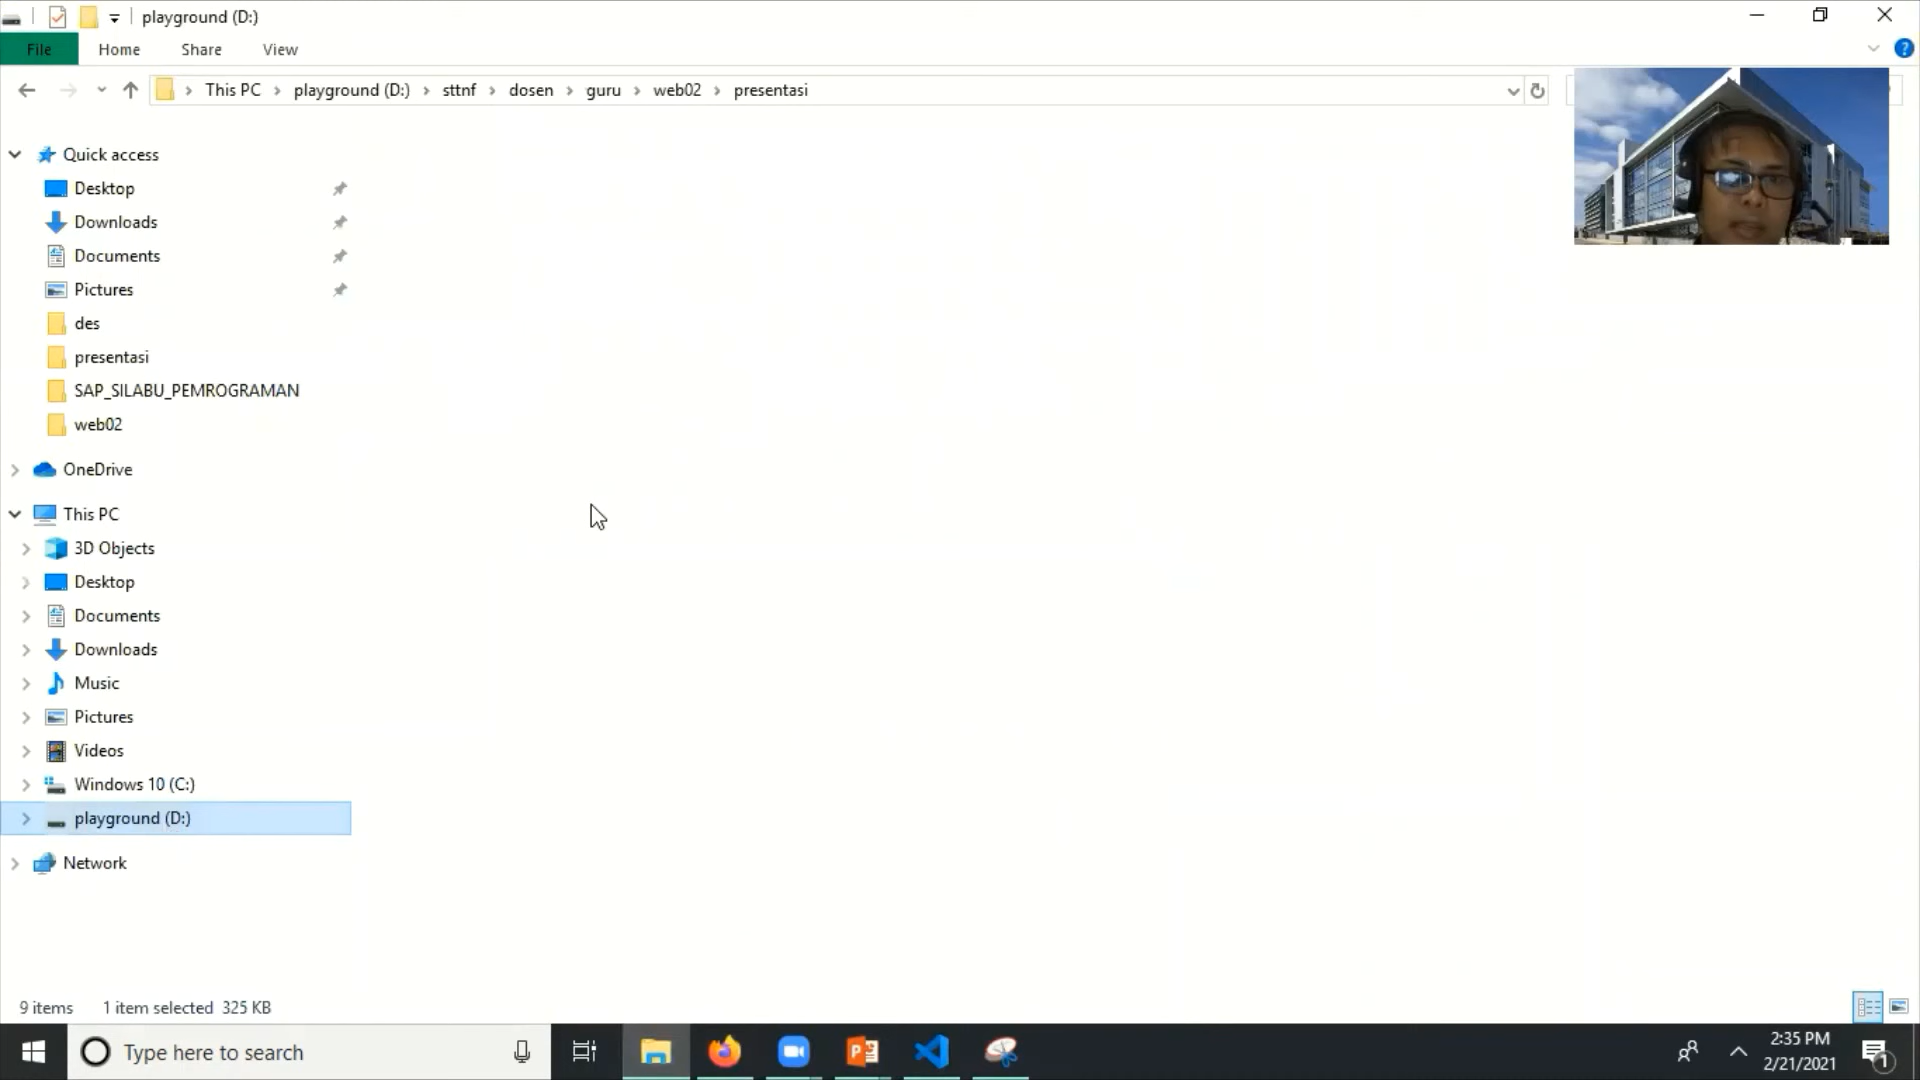 playground (D:)
File Home Share View
This PC playground (D:) sttnf dosen guru web02 presentasi
Quick access
Desktop
Downloads
Documents
Pictures
des
presentasi
SAP_SILABU_PEMROGRAMAN
web02
OneDrive
This PC
3D Objects
Desktop
Documents
Downloads
Music
Pictures
Videos
Windows 10 (C:)
playground (D:)
Network
9 items 1 item selected 325 KB
Type here to search
2:35 PM
2/21/2021
1